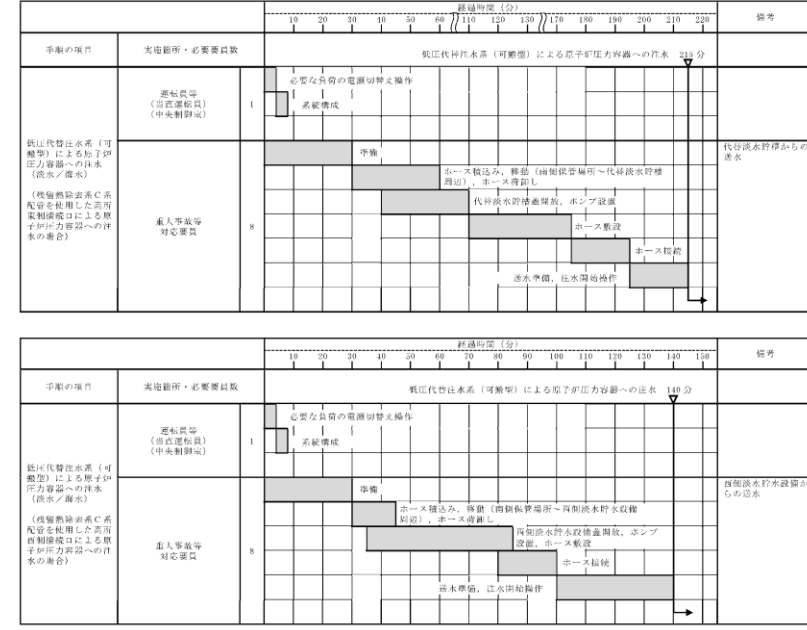 経過時間（分）
10 20 30 40 50 60 110 120 130 170 180 190 200 210 220
備考
手順の項目
実施箇所・必要要員数
低圧代替注水系（可搬型）による原子炉圧力容器への注水 215分
低圧代替注水系（可
搬型）による原子炉
圧力容器への注水
（淡水／海水）
（残留熱除去系Ｃ系
配管を使用した高所
東側接続口による原
子炉圧力容器への注
水の場合）
運転員等
（当直運転員）
（中央制御室）
1
必要な負荷の電源切替え操作
系統構成
重大事故等
対応要員
8
準備
ホース積込み，移動（南側保管場所～代替淡水貯槽
周辺），ホース荷卸し
代替淡水貯槽蓋開放，ポンプ設置
ホース敷設
ホース接続
送水準備，注水開始操作
代替淡水貯槽からの
送水
経過時間（分）
10 20 30 40 50 60 70 80 90 100 110 120 130 140 150
備考
手順の項目
実施箇所・必要要員数
低圧代替注水系（可搬型）による原子炉圧力容器への注水 140分
低圧代替注水系（可
搬型）による原子炉
圧力容器への注水
（淡水／海水）
（残留熱除去系Ｃ系
配管を使用した高所
西側接続口による原
子炉圧力容器への注
水の場合）
運転員等
（当直運転員）
（中央制御室）
1
必要な負荷の電源切替え操作
系統構成
重大事故等
対応要員
8
準備
ホース積込み，移動（南側保管場所～西側淡水貯水設備
周辺），ホース荷卸し
西側淡水貯水設備蓋開放，ポンプ
設置，ホース敷設
ホース接続
送水準備，注水開始操作
西側淡水貯水設備か
らの送水